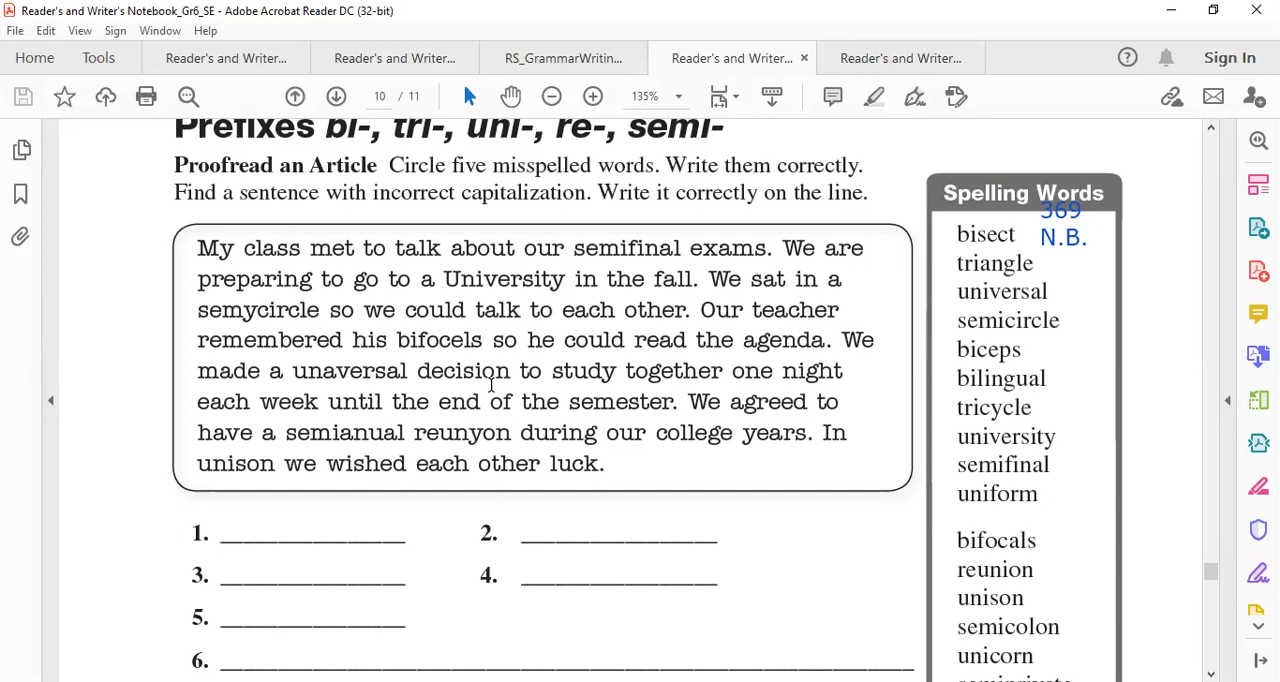 Reader's and Writer's Notebook_Gr6_SE - Adobe Acrobat Reader DC (32-bit)
File Edit View Sign Window Help
Home Tools Reader's and Writer... Reader's and Writer... RS_GrammarWritin... Reader's and Writer... × Reader's and Writer... Sign In
10 / 11 135%
Prefixes bi-, tri-, uni-, re-, semi-
Proofread an Article Circle five misspelled words. Write them correctly.
Find a sentence with incorrect capitalization. Write it correctly on the line.
My class met to talk about our semifinal exams. We are
preparing to go to a University in the fall. We sat in a
semycircle so we could talk to each other. Our teacher
remembered his bifocels so he could read the agenda. We
made a unaversal decision to study together one night
each week until the end of the semester. We agreed to
have a semianual reunyon during our college years. In
unison we wished each other luck.
1. 2.
3. 4.
5.
6.
Spelling Words
369
N.B.
bisect
triangle
universal
semicircle
biceps
bilingual
tricycle
university
semifinal
uniform
bifocals
reunion
unison
semicolon
unicorn
semiprivate